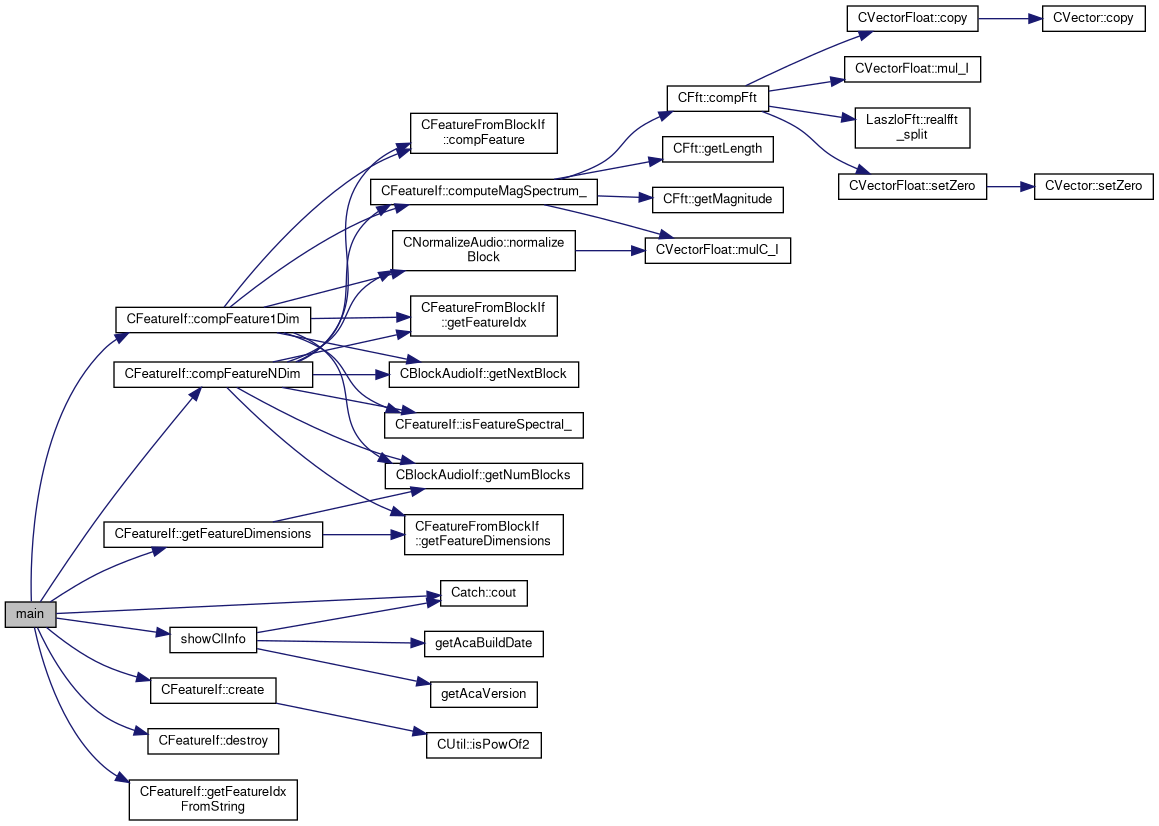 CVectorFloat::copy
CVector::copy
CVectorFloat::mul_I
CFft::compFft
LaszloFft::realfft
_split
CFeatureFromBlockIf
::compFeature
CFft::getLength
CFeatureIf::computeMagSpectrum_
CVectorFloat::setZero
CVector::setZero
CFft::getMagnitude
CNormalizeAudio::normalize
Block
CVectorFloat::mulC_I
CFeatureIf::compFeature1Dim
CFeatureFromBlockIf
::getFeatureIdx
CFeatureIf::compFeatureNDim
CBlockAudioIf::getNextBlock
CFeatureIf::isFeatureSpectral_
CBlockAudioIf::getNumBlocks
CFeatureIf::getFeatureDimensions
CFeatureFromBlockIf
::getFeatureDimensions
Catch::cout
main
showClInfo
getAcaBuildDate
CFeatureIf::create
getAcaVersion
CFeatureIf::destroy
CUtil::isPowOf2
CFeatureIf::getFeatureIdx
FromString